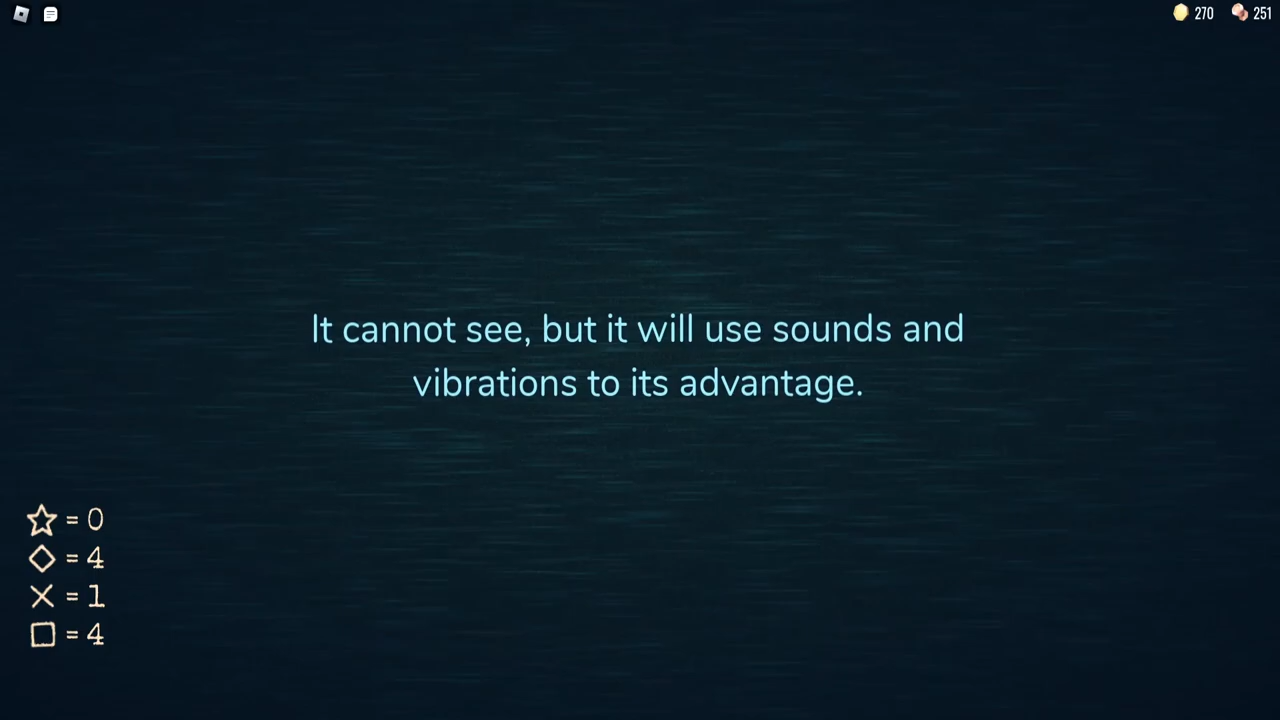 270 251
It cannot see, but it will use sounds and
vibrations to its advantage.
☆ = 0
◇ = 4
✕ = 1
□ = 4